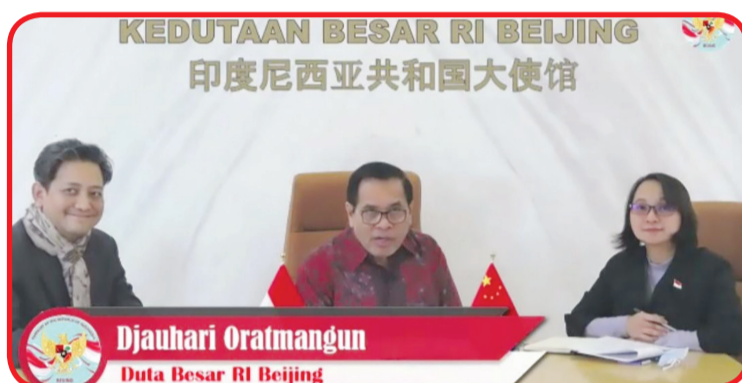 KEDUTAAN BESAR RI BEIJING
印度尼西亚共和国大使馆
Djauhari Oratmangun
Duta Besar RI Beijing